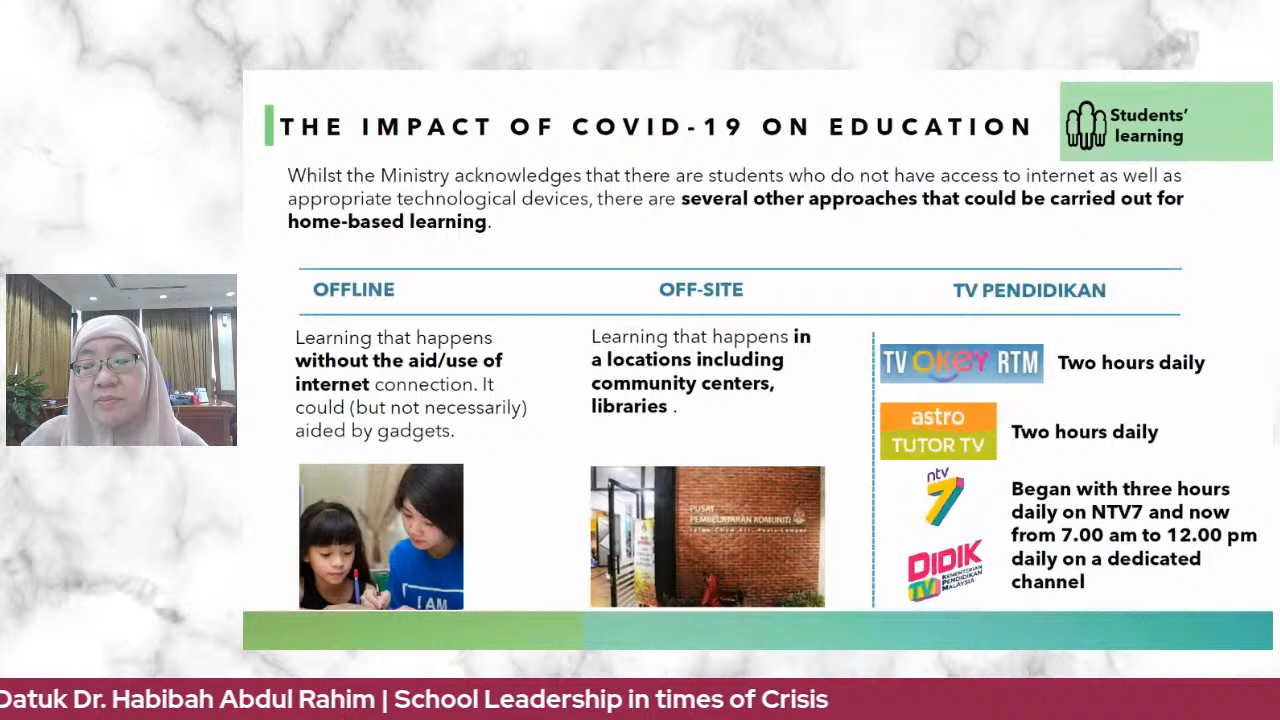 THE IMPACT OF COVID-19 ON EDUCATION
Students'
learning
Whilst the Ministry acknowledges that there are students who do not have access to internet as well as
appropriate technological devices, there are several other approaches that could be carried out for
home-based learning.
OFFLINE
OFF-SITE
TV PENDIDIKAN
Learning that happens
without the aid/use of
internet connection. It
could (but not necessarily)
aided by gadgets.
I AM
Learning that happens in
a locations including
community centers,
libraries .
PUSAT
PEMBELAJARAN KOMUNITI
TV OKEY RTM
Two hours daily
astro
TUTOR TV
Two hours daily
ntv
7
DIDIK
TV
KEMENTERIAN
PENDIDIKAN
MALAYSIA
Began with three hours
daily on NTV7 and now
from 7.00 am to 12.00 pm
daily on a dedicated
channel
Datuk Dr. Habibah Abdul Rahim | School Leadership in times of Crisis